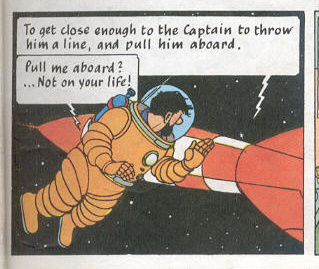 To get close enough to the Captain to throw
him a line, and pull him aboard.
Pull me aboard?
...Not on your life!